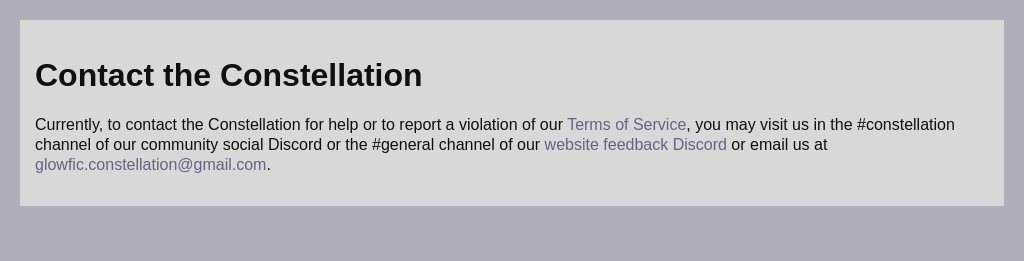 Contact the Constellation
Currently, to contact the Constellation for help or to report a violation of our Terms of Service, you may visit us in the #constellation
channel of our community social Discord or the #general channel of our website feedback Discord or email us at
glowfic.constellation@gmail.com.